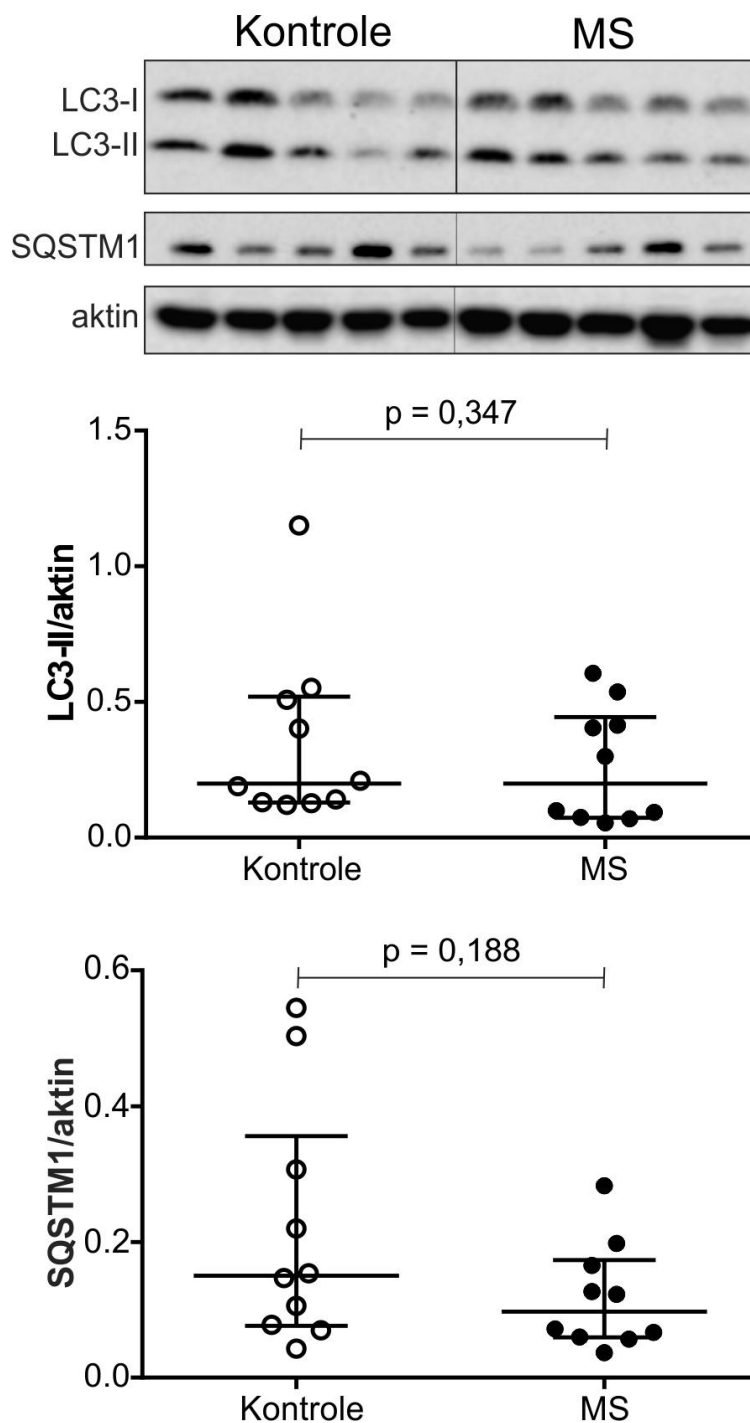 Kontrole MS
LC3-I
LC3-II
SQSTM1
aktin
p = 0,347
1.5
1.0
0.5
0.0
LC3-II/aktin
Kontrole MS
p = 0,188
0.6
0.4
0.2
0.0
SQSTM1/aktin
Kontrole MS